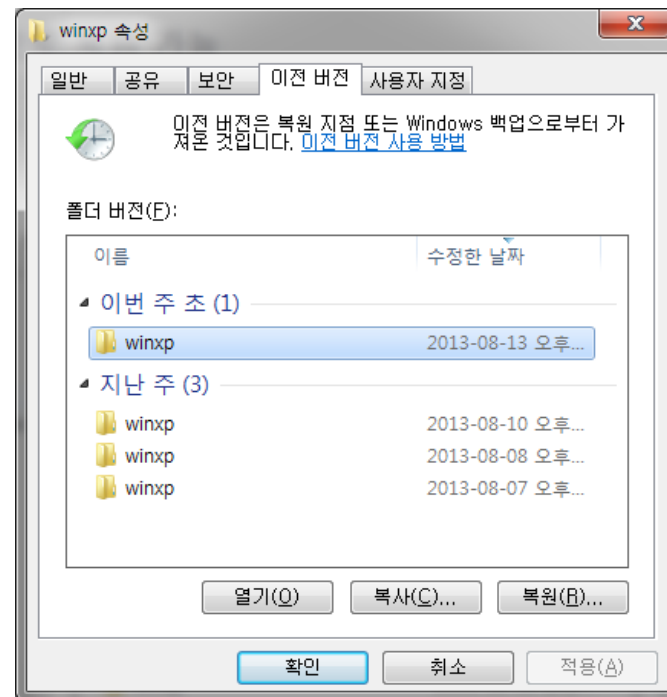 winxp 속성
일반 공유 보안 이전 버전 사용자 지정
이전 버전은 복원 지점 또는 Windows 백업으로부터 가
져온 것입니다. 이전 버전 사용 방법
폴더 버전(F):
이름 수정한 날짜
이번 주 초 (1)
winxp 2013-08-13 오후...
지난 주 (3)
winxp 2013-08-10 오후...
winxp 2013-08-08 오후...
winxp 2013-08-07 오후...
열기(O) 복사(C)... 복원(R)...
확인 취소 적용(A)